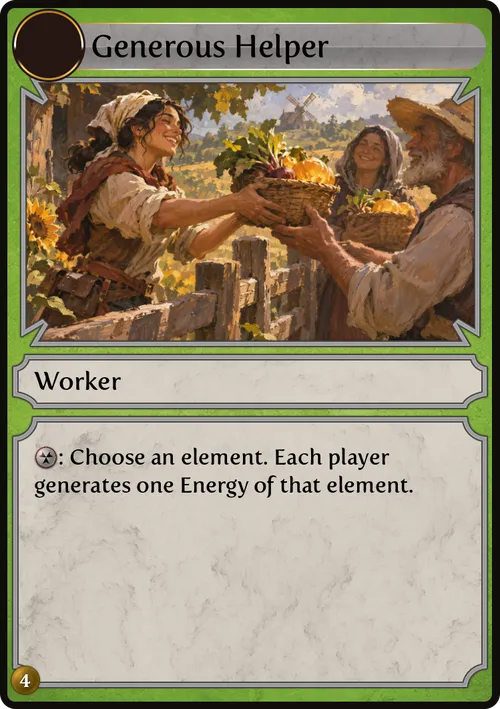 Generous Helper
Worker
: Choose an element. Each player
generates one Energy of that element.
4